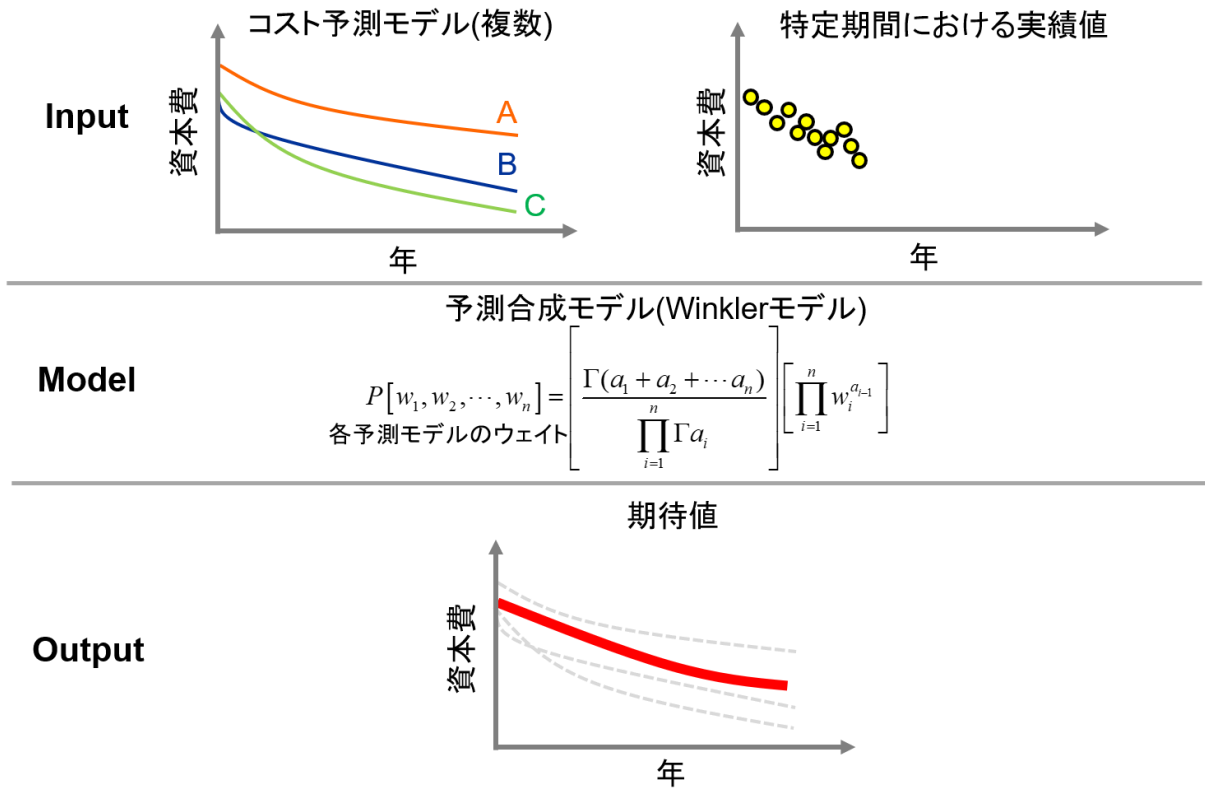 コスト予測モデル(複数)
Input
資本費
A
B
C
年
特定期間における実績値
資本費
年
予測合成モデル(Winklerモデル)
Model
P[w₁, w₂, ⋯, wₙ] = [Γ(a₁ + a₂ + ⋯ aₙ) / ∏ᵢ₌₁ⁿ Γaᵢ] [∏ᵢ₌₁ⁿ wᵢ^(aᵢ₋₁)]
各予測モデルのウェイト
期待値
Output
資本費
年